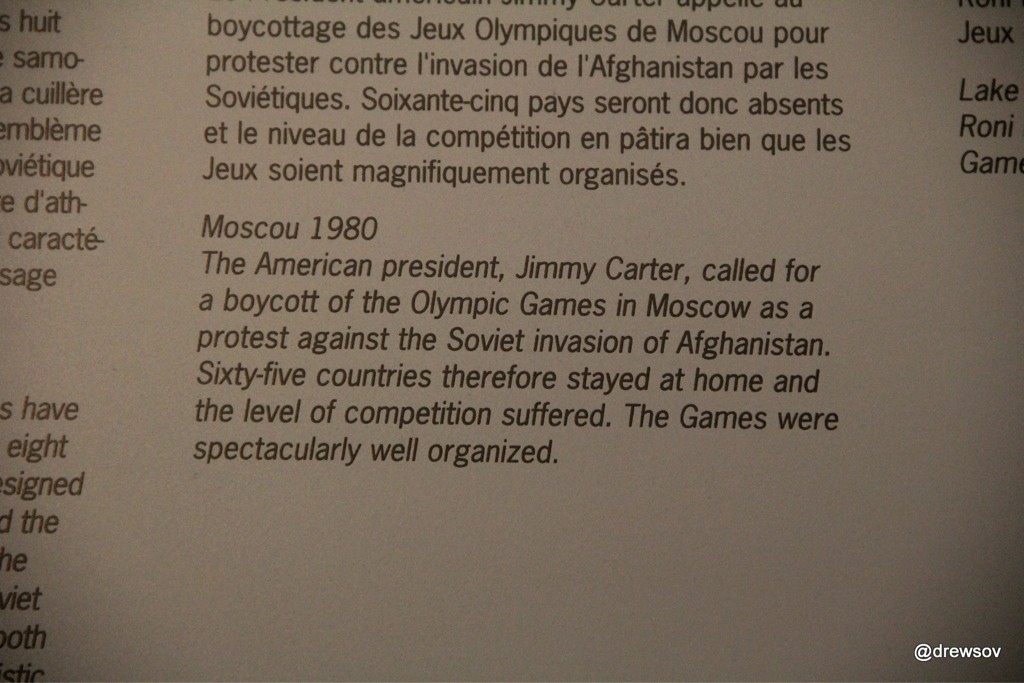 s huit
samo-
a cuillère
emblème
oviétique
e d'ath-
caracté-
sage
s have
eight
esigned
d the
he
viet
both
istic
président américain Jimmy Carter appelle au
boycottage des Jeux Olympiques de Moscou pour
protester contre l'invasion de l'Afghanistan par les
Soviétiques. Soixante-cinq pays seront donc absents
et le niveau de la compétition en pâtira bien que les
Jeux soient magnifiquement organisés.
Moscou 1980
The American president, Jimmy Carter, called for
a boycott of the Olympic Games in Moscow as a
protest against the Soviet invasion of Afghanistan.
Sixty-five countries therefore stayed at home and
the level of competition suffered. The Games were
spectacularly well organized.
Roni
Jeux
Lake
Roni
Game
@drewsov